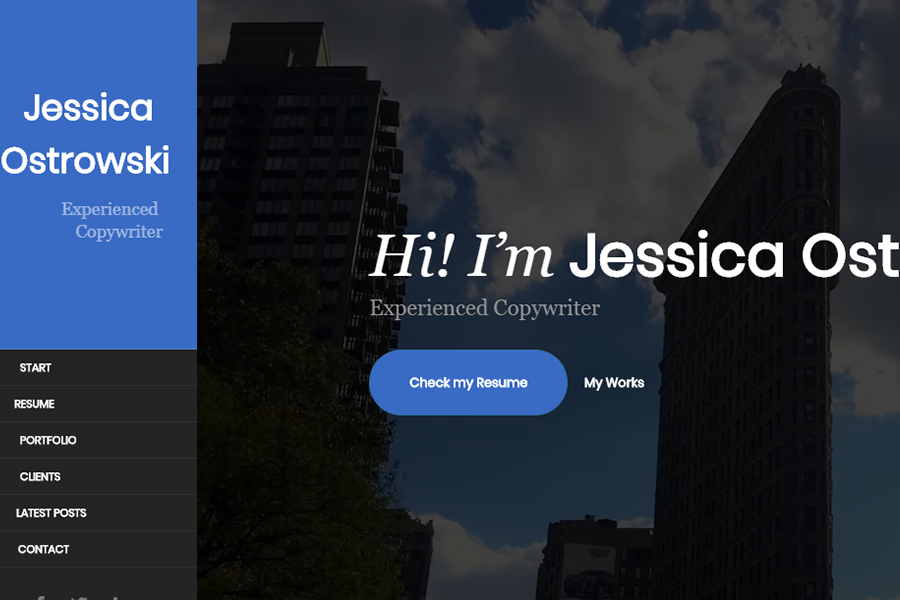 Jessica
Ostrowski
Experienced
Copywriter
START
RESUME
PORTFOLIO
CLIENTS
LATEST POSTS
CONTACT
Hi! I’m Jessica Ost
Experienced Copywriter
Check my Resume
My Works